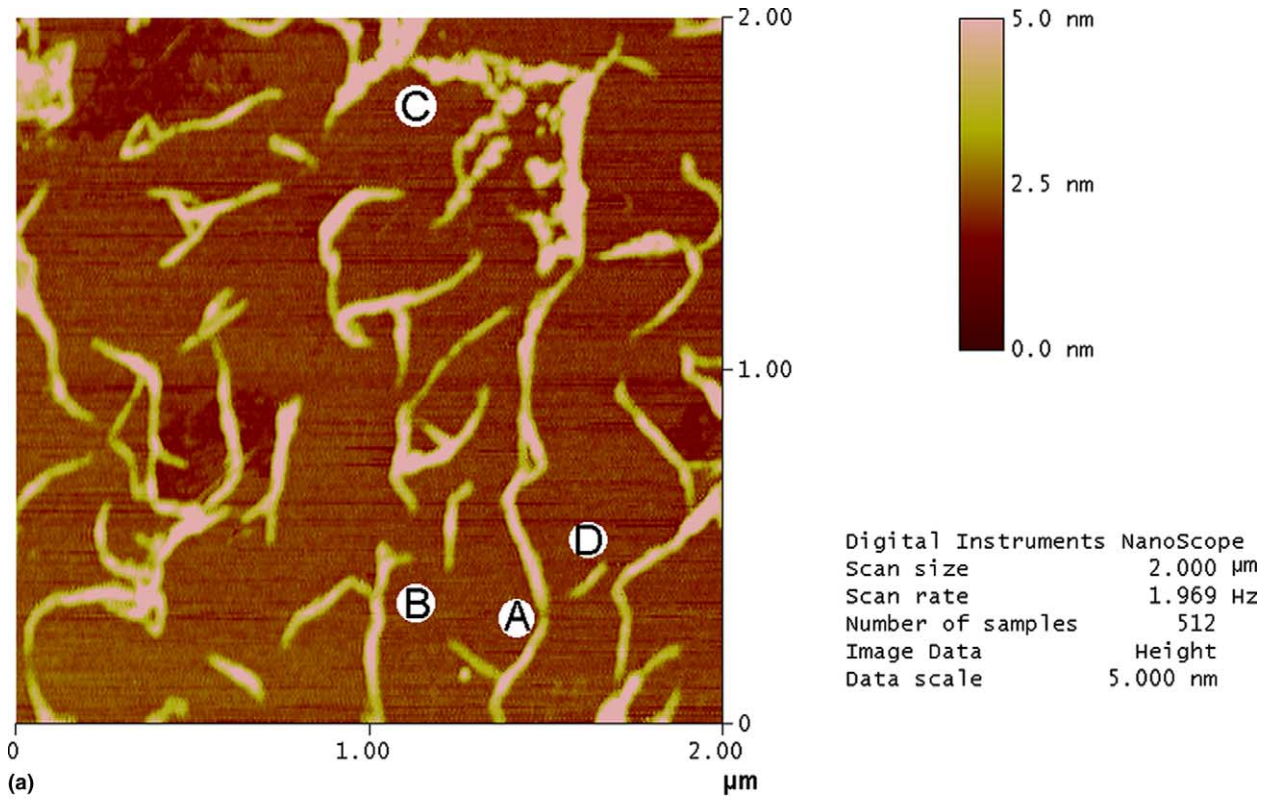 2.00
5.0 nm
C
2.5 nm
0.0 nm
1.00
D
B
A
Digital Instruments NanoScope
Scan size 2.000 µm
Scan rate 1.969 Hz
Number of samples 512
Image Data Height
Data scale 5.000 nm
0
0 1.00 2.00
µm
(a)